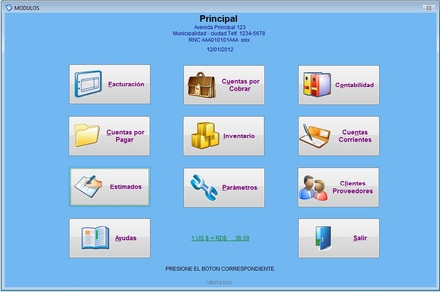 MODULOS
Principal
Avenida Principal 123
Municipalidad - ciudad Telf. 1234-5678
RNC AAA010101AAA xxx
12/01/2012
Facturación
Cuentas por Cobrar
Contabilidad
Cuentas por Pagar
Inventario
Cuentas Corrientes
Estimados
Parámetros
Clientes Proveedores
Ayudas
1 US $ = RD$ 38.59
Salir
PRESIONE EL BOTON CORRESPONDIENTE